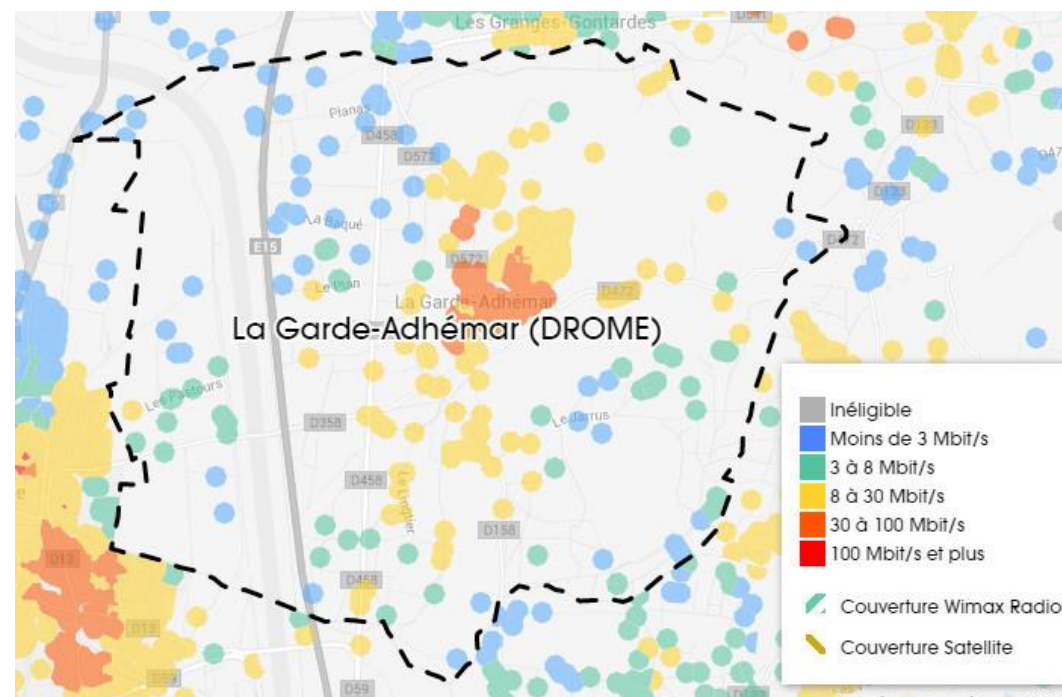 Les Granges-Gontardes
D541
Planas
D458
D133
D572
D133
La Baqué
E15
D572
D472
Le Plan
D472
La Garde-Adhémar
La Garde-Adhémar (DROME)
Les Pastours
D358
Le Jarrus
D458
D158
D13
D458
D13
D59
D59
Inéligible
Moins de 3 Mbit/s
3 à 8 Mbit/s
8 à 30 Mbit/s
30 à 100 Mbit/s
100 Mbit/s et plus
Couverture Wimax Radio
Couverture Satellite